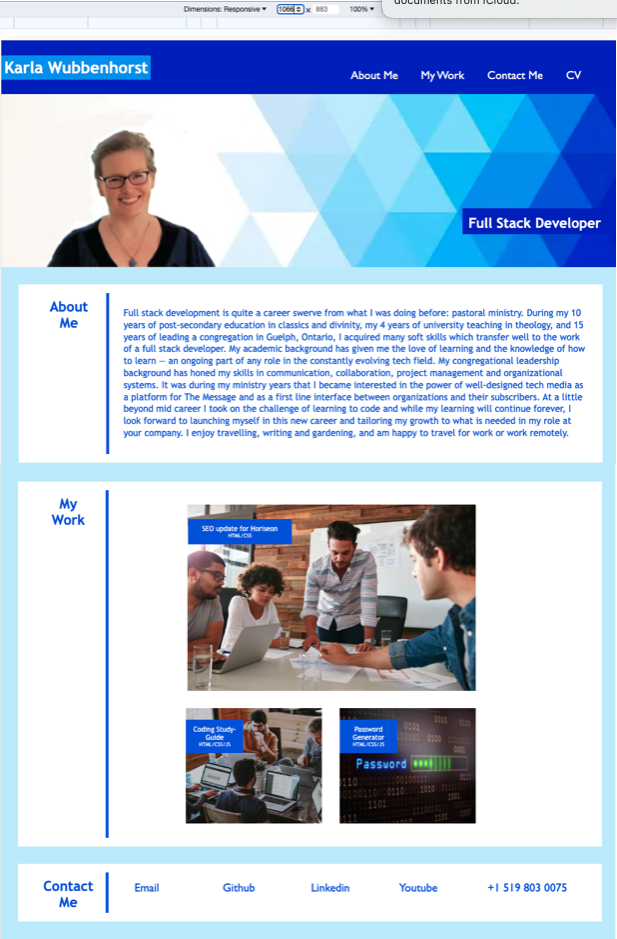 documents from iCloud.
Dimensions: Responsive ▾ 1066 x 883 100% ▾
Karla Wubbenhorst
About Me My Work Contact Me CV
Full Stack Developer
About
Me
Full stack development is quite a career swerve from what I was doing before: pastoral ministry. During my 10
years of post-secondary education in classics and divinity, my 4 years of university teaching in theology, and 15
years of leading a congregation in Guelph, Ontario, I acquired many soft skills which transfer well to the work
of a full stack developer. My academic background has given me the love of learning and the knowledge of how
to learn — an ongoing part of any role in the constantly evolving tech field. My congregational leadership
background has honed my skills in communication, collaboration, project management and organizational
systems. It was during my ministry years that I became interested in the power of well-designed tech media as
a platform for The Message and as a first line interface between organizations and their subscribers. At a little
beyond mid career I took on the challenge of learning to code and while my learning will continue forever, I
look forward to launching myself in this new career and tailoring my growth to what is needed in my role at
your company. I enjoy travelling, writing and gardening, and am happy to travel for work or work remotely.
My
Work
SEO update for Horiseon
HTML/CSS
Coding Study-
Guide
HTML/CSS/JS
Password
Generator
HTML/CSS/JS
Password
Contact
Me
Email Github Linkedin Youtube +1 519 803 0075